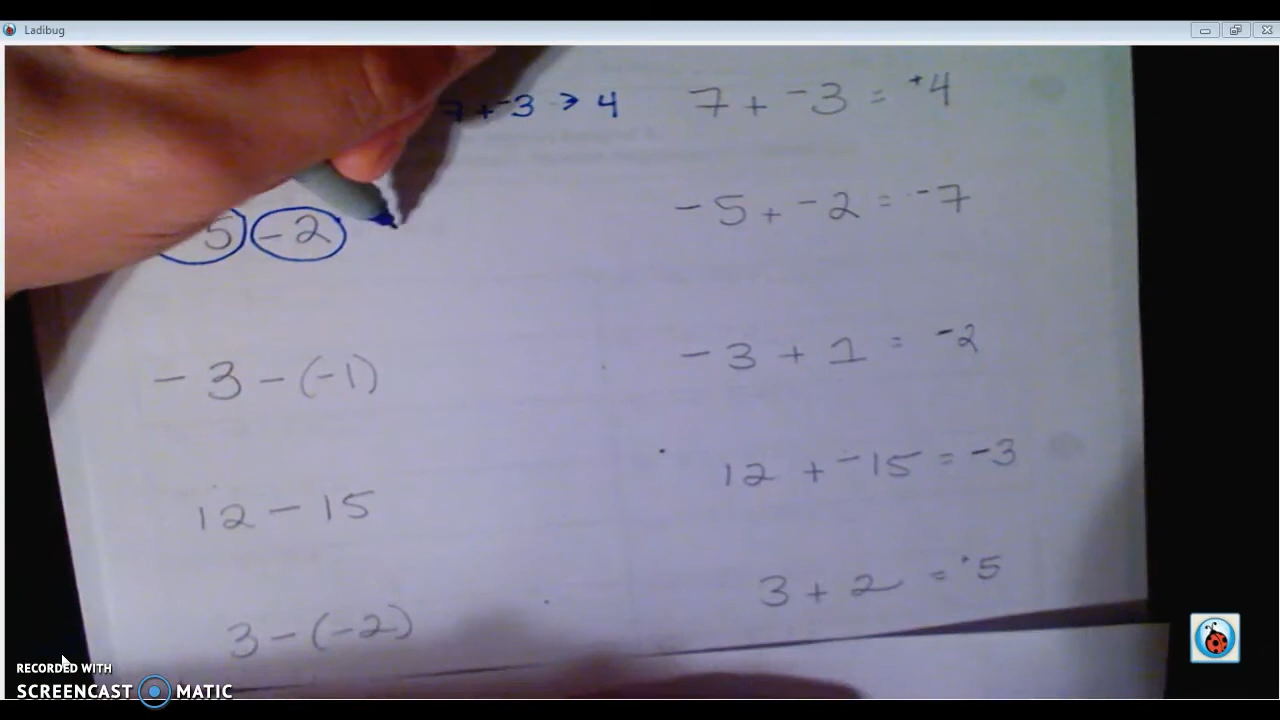 Ladibug
7 + -3 → 4 7 + -3 = +4
5 -2 -5 + -2 = -7
-3 - (-1) -3 + 1 = -2
12 - 15 12 + -15 = -3
3 - (-2) 3 + 2 = +5
RECORDED WITH
SCREENCAST MATIC